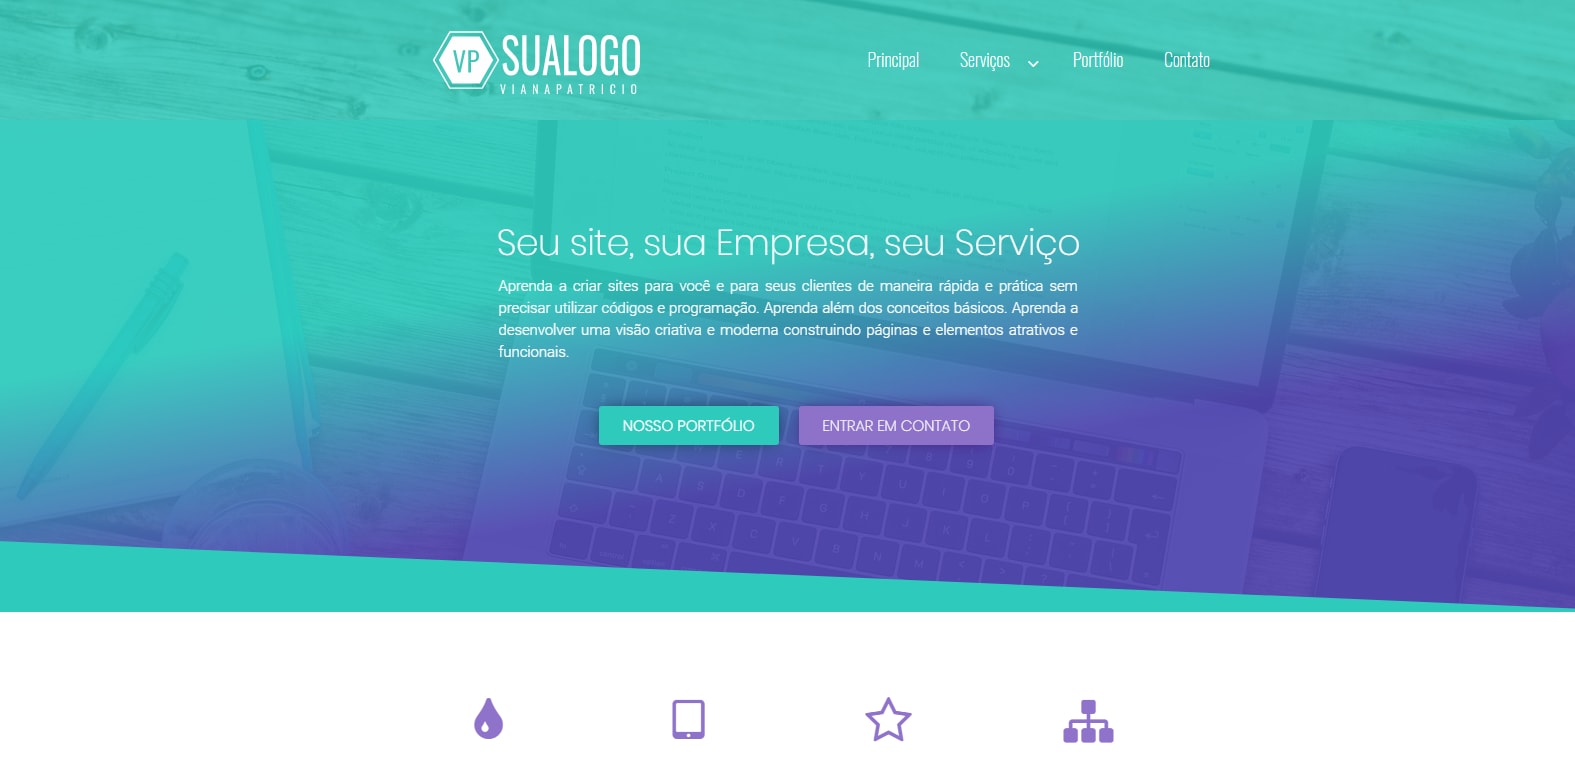 VP SUALOGO
VIANAPATRICIO
Principal Serviços Portfólio Contato
Seu site, sua Empresa, seu Serviço
Aprenda a criar sites para você e para seus clientes de maneira rápida e prática sem
precisar utilizar códigos e programação. Aprenda além dos conceitos básicos. Aprenda a
desenvolver uma visão criativa e moderna construindo páginas e elementos atrativos e
funcionais.
NOSSO PORTFÓLIO ENTRAR EM CONTATO